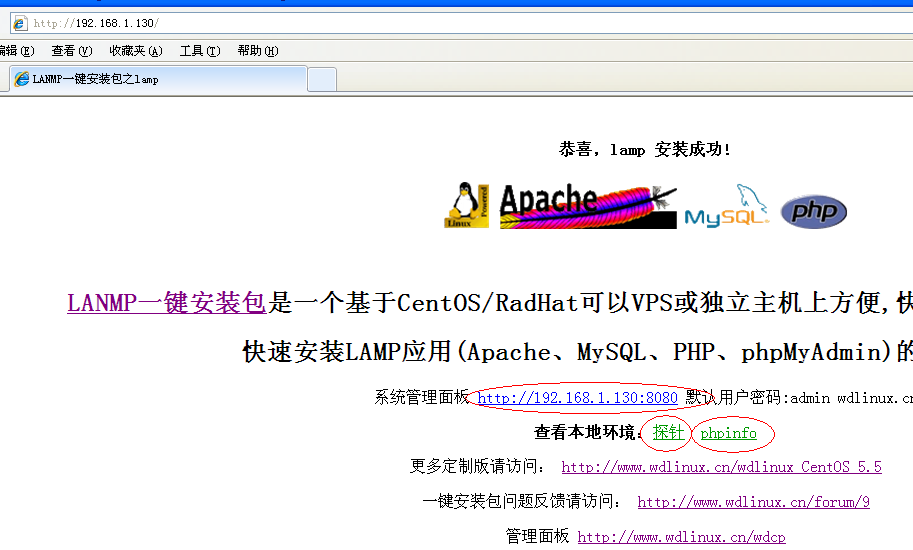 http://192.168.1.130/
编辑(E) 查看(V) 收藏夹(A) 工具(T) 帮助(H)
LANMP一键安装包之lamp
恭喜, lamp 安装成功!
Linux Powered Apache MySQL php
LANMP一键安装包是一个基于CentOS/RadHat可以VPS或独立主机上方便,快
快速安装LAMP应用(Apache、MySQL、PHP、phpMyAdmin)的
系统管理面板 http://192.168.1.130:8080 默认用户密码:admin wdlinux.cn
查看本地环境: 探针 phpinfo
更多定制版请访问: http://www.wdlinux.cn/wdlinux_CentOS_5.5
一键安装包问题反馈请访问: http://www.wdlinux.cn/forum/9
管理面板 http://www.wdlinux.cn/wdcp